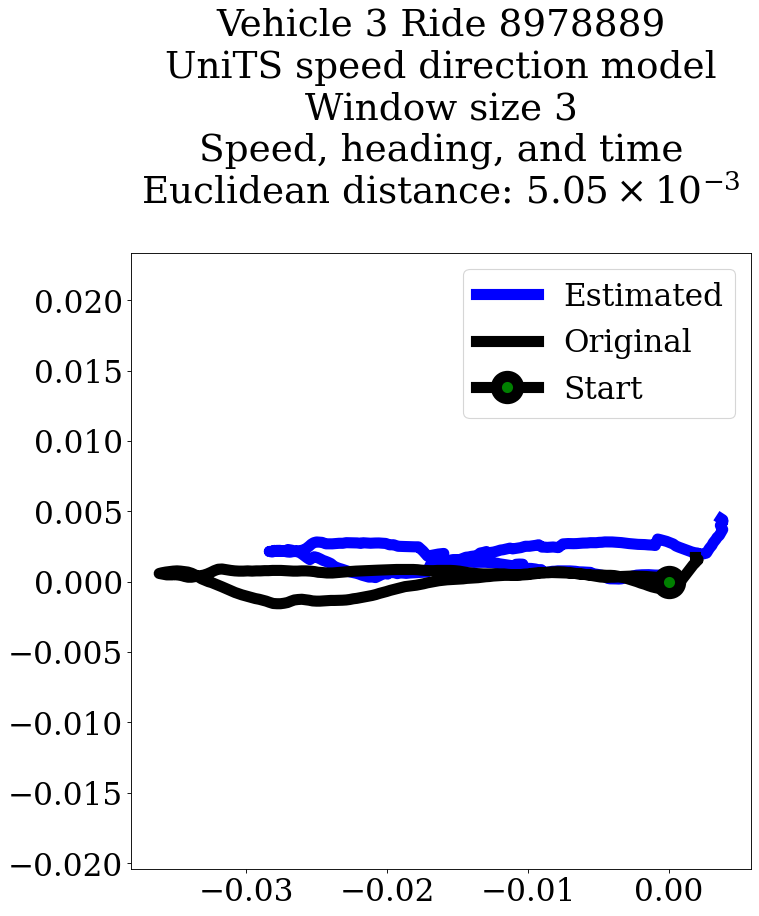 Vehicle 3 Ride 8978889
UniTS speed direction model
Window size 3
Speed, heading, and time
Euclidean distance: 5.05 × 10⁻³
Estimated
Original
Start
0.020
0.015
0.010
0.005
0.000
−0.005
−0.010
−0.015
−0.020
−0.03 −0.02 −0.01 0.00